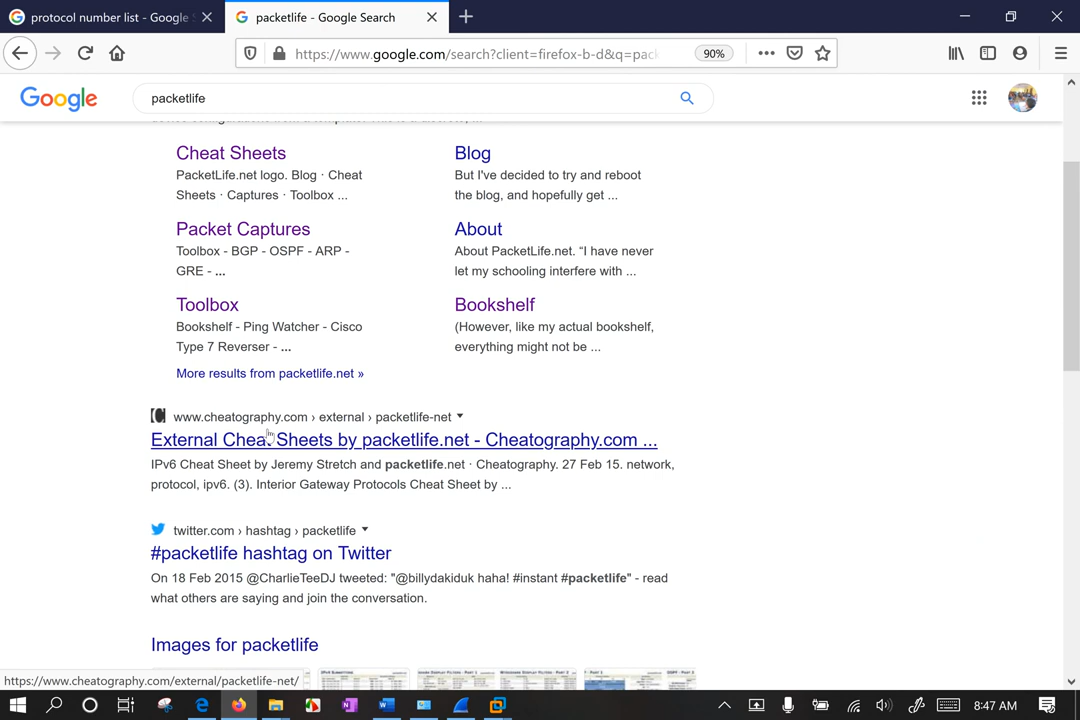 protocol number list - Google S
packetlife - Google Search
https://www.google.com/search?client=firefox-b-d&q=pac
90%
Google
packetlife
Cheat Sheets
PacketLife.net logo. Blog · Cheat
Sheets · Captures · Toolbox ...
Blog
But I've decided to try and reboot
the blog, and hopefully get ...
Packet Captures
Toolbox - BGP - OSPF - ARP -
GRE - ...
About
About PacketLife.net. “I have never
let my schooling interfere with ...
Toolbox
Bookshelf - Ping Watcher - Cisco
Type 7 Reverser - ...
Bookshelf
(However, like my actual bookshelf,
everything might not be ...
More results from packetlife.net »
www.cheatography.com › external › packetlife-net
External Cheat Sheets by packetlife.net - Cheatography.com ...
IPv6 Cheat Sheet by Jeremy Stretch and packetlife.net · Cheatography. 27 Feb 15. network,
protocol, ipv6. (3). Interior Gateway Protocols Cheat Sheet by ...
twitter.com › hashtag › packetlife
#packetlife hashtag on Twitter
On 18 Feb 2015 @CharlieTeeDJ tweeted: "@billydakiduk haha! #instant #packetlife" - read
what others are saying and join the conversation.
Images for packetlife
https://www.cheatography.com/external/packetlife-net/
8:47 AM